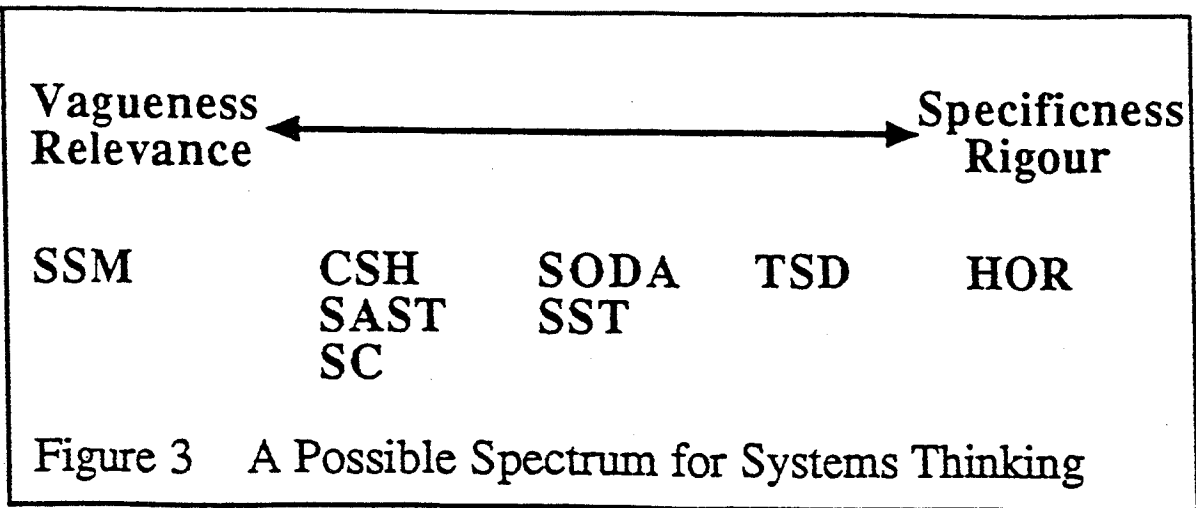 Vagueness Specificness
Relevance Rigour
SSM CSH SODA TSD HOR
SAST SST
SC
Figure 3 A Possible Spectrum for Systems Thinking